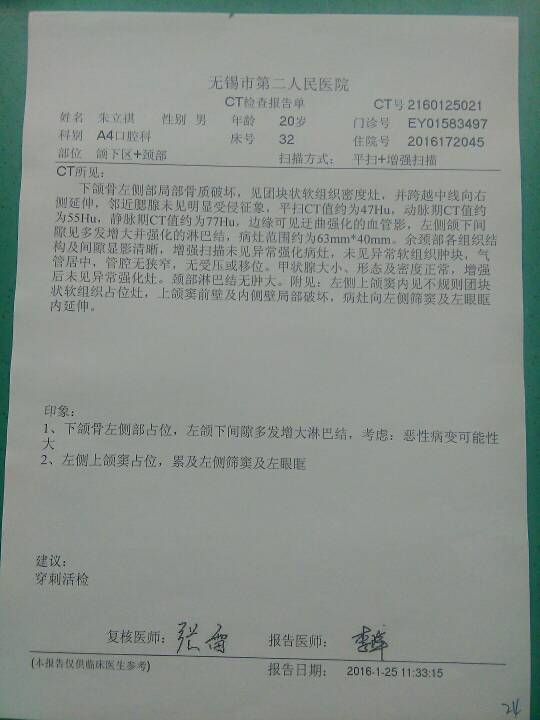 无锡市第二人民医院
CT检查报告单 CT号 2160125021
姓名 朱立祺 性别 男 年龄 20岁 门诊号 EY01583497
科别 A4口腔科 床号 32 住院号 2016172045
部位 颌下区+颈部 扫描方式: 平扫+增强扫描
CT所见:
下颌骨左侧部局部骨质破坏，见团块状软组织密度灶，并跨越中线向右
侧延伸，邻近腮腺未见明显受侵征象，平扫CT值约为47Hu，动脉期CT值约
为55Hu，静脉期CT值约为77Hu，边缘可见迂曲强化的血管影，左侧颌下间
隙见多发增大并强化的淋巴结，病灶范围约为63mm*40mm。余颈部各组织结
构及间隙显影清晰，增强扫描未见异常强化病灶，未见异常软组织肿块，气
管居中，管腔无狭窄，无受压或移位。甲状腺大小、形态及密度正常，增强
后未见异常强化灶。颈部淋巴结无肿大。附见：左侧上颌窦内见不规则团块
状软组织占位灶，上颌窦前壁及内侧壁局部破坏，病灶向左侧筛窦及左眼眶
内延伸。
印象:
1、下颌骨左侧部占位，左颌下间隙多发增大淋巴结，考虑：恶性病变可能性
大
2、左侧上颌窦占位，累及左侧筛窦及左眼眶
建议:
穿刺活检
复核医师: 报告医师:
(本报告仅供临床医生参考) 报告日期: 2016-1-25 11:33:15